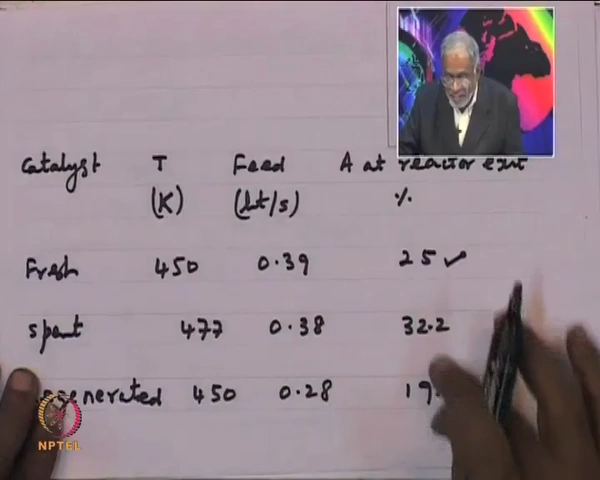 Catalyst T Feed A at reactor exit
(K) (lit/s) %
Fresh 450 0.39 25 ✓
spent 477 0.38 32.2
450 0.28
NPTEL